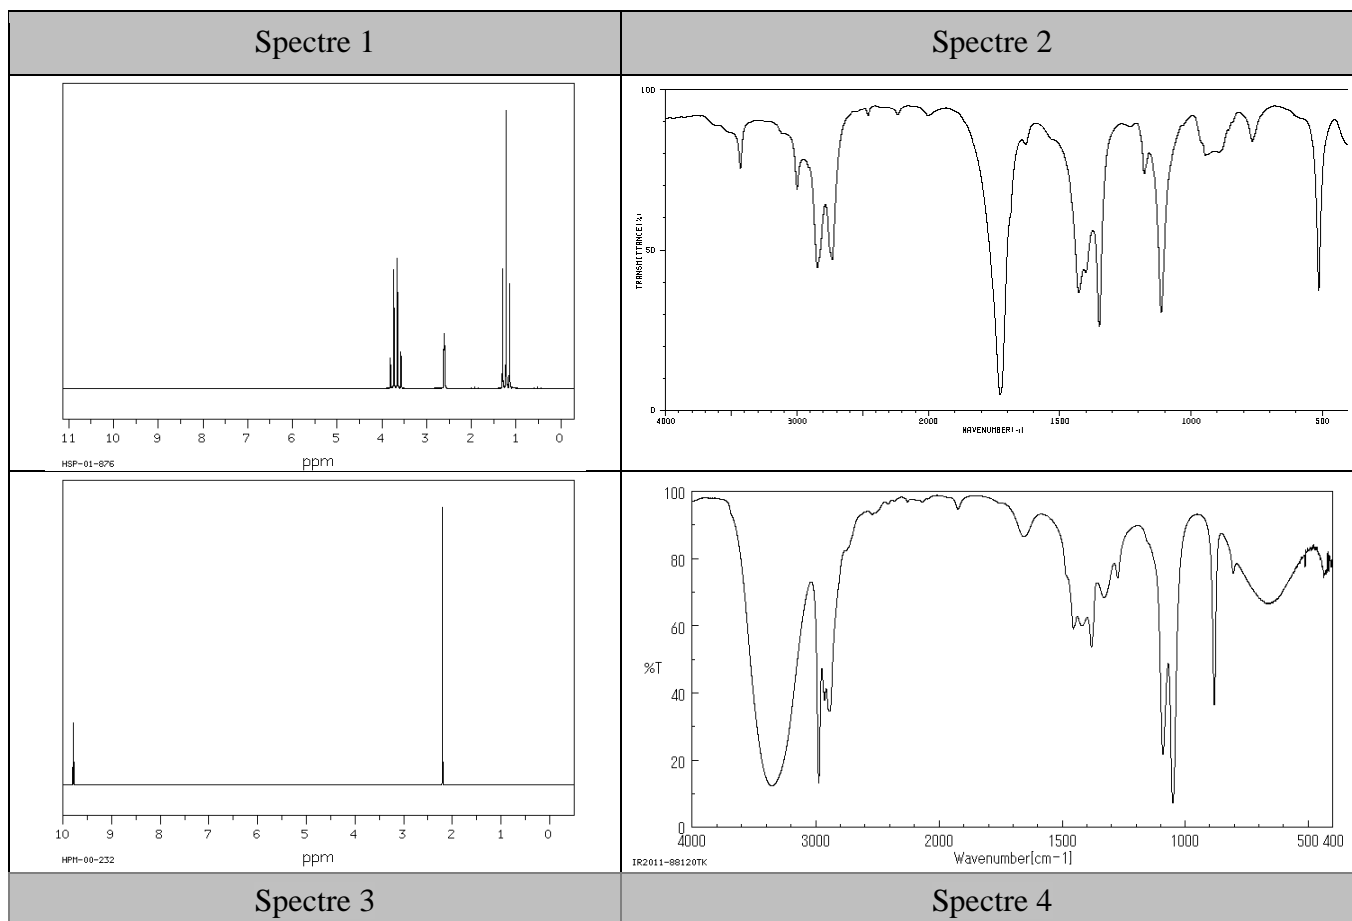 Spectre 1
Spectre 2
11 10 9 8 7 6 5 4 3 2 1 0
ppm
HSP-01-876
100
50
0
TRANSMITTANCE(%)
4000 3000 2000 1500 1000 500
10 9 8 7 6 5 4 3 2 1 0
ppm
HPM-00-232
100
80
60
%T
40
20
0
4000 3000 2000 1500 1000 500 400
Wavenumber[cm-1]
IR2011-88120TK
Spectre 3
Spectre 4